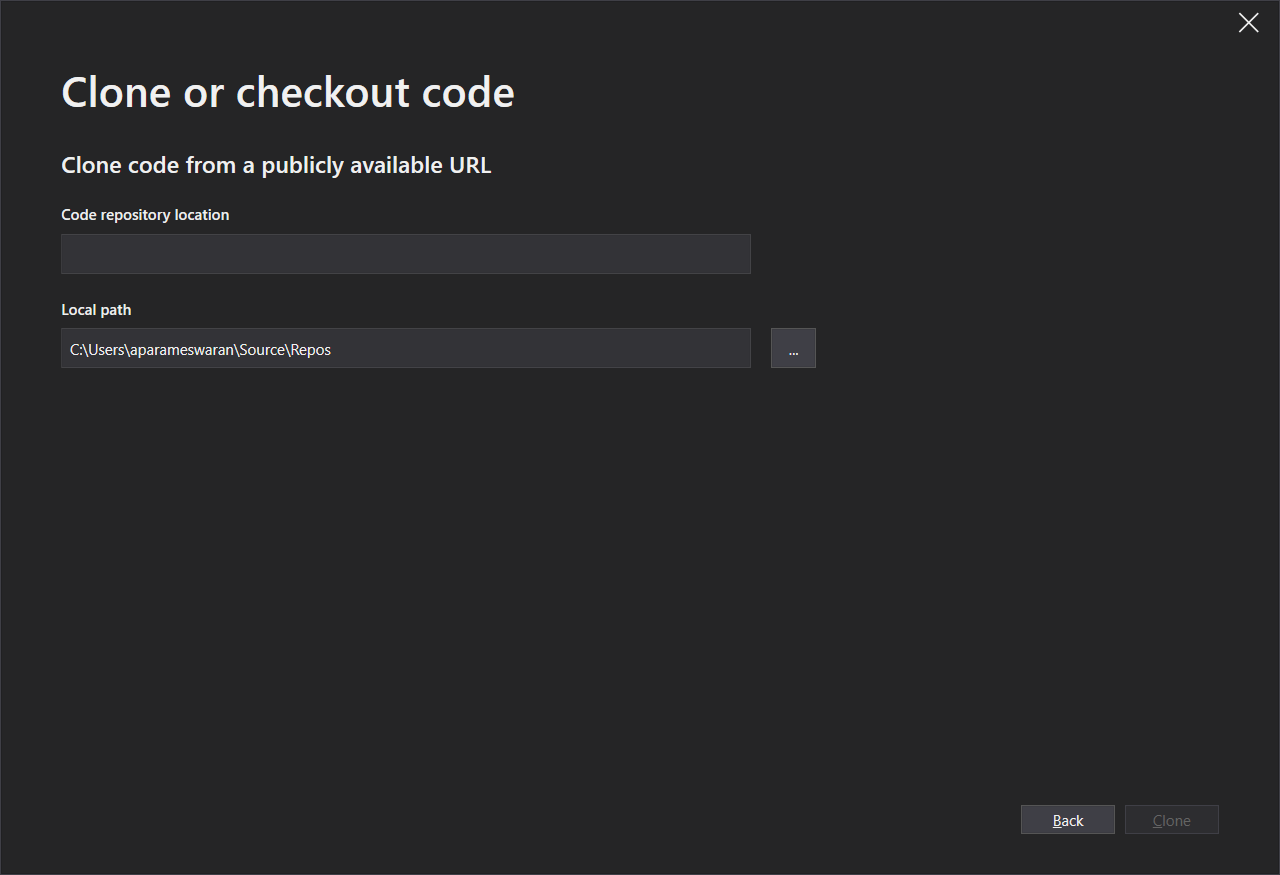 Clone or checkout code
Clone code from a publicly available URL
Code repository location
Local path
C:\Users\aparameswaran\Source\Repos
...
Back
Clone